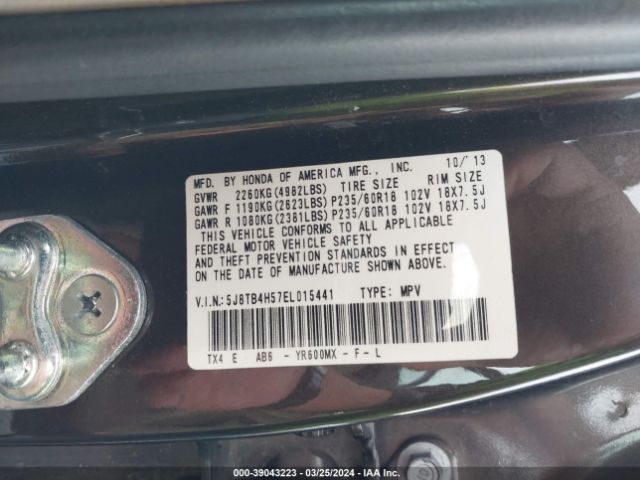 MFD. BY HONDA OF AMERICA MFG., INC. 10/'13
GVWR 2260KG(4982LBS) TIRE SIZE RIM SIZE
GAWR F 1190KG(2623LBS)P235/60R18 102V 18X7.5J
GAWR R 1080KG(2381LBS)P235/60R18 102V 18X7.5J
THIS VEHICLE CONFORMS TO ALL APPLICABLE
FEDERAL MOTOR VEHICLE SAFETY
AND THEFT PREVENTION STANDARDS IN EFFECT
ON THE DATE OF MANUFACTURE SHOWN ABOVE.
V.I.N.:5J8TB4H57EL015441 TYPE: MPV
TX4 E AB6 - YR600MX - F - L
000-39043223 — 03/25/2024 — IAA Inc.